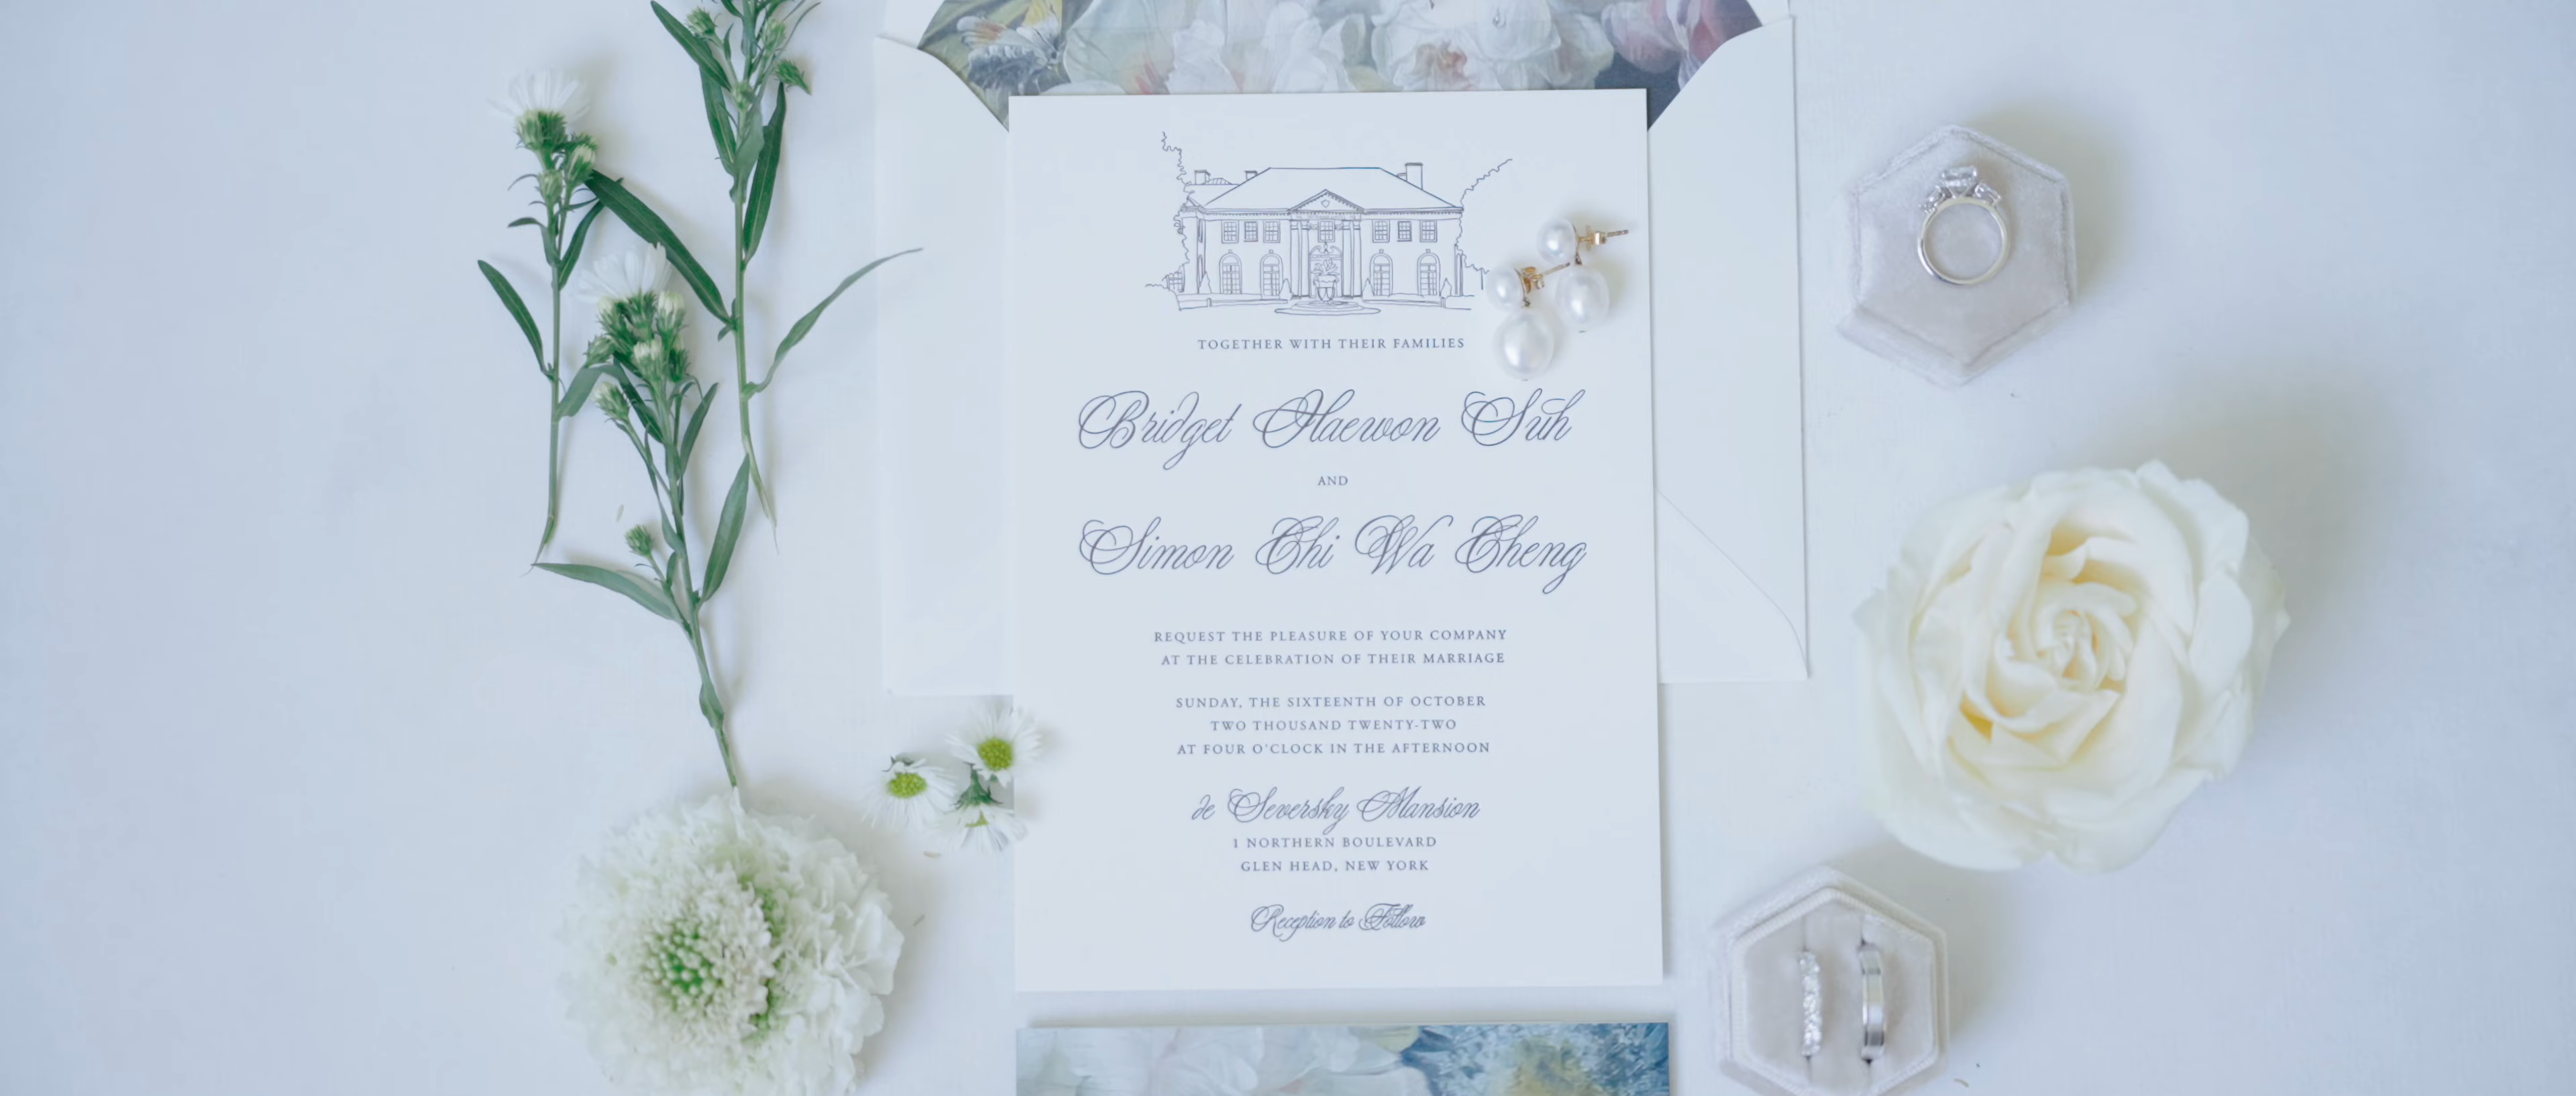 TOGETHER WITH THEIR FAMILIES
Bridget Haewon Suh
AND
Simon Chi Wa Cheng
REQUEST THE PLEASURE OF YOUR COMPANY
AT THE CELEBRATION OF THEIR MARRIAGE
SUNDAY, THE SIXTEENTH OF OCTOBER
TWO THOUSAND TWENTY-TWO
AT FOUR O'CLOCK IN THE AFTERNOON
de Seversky Mansion
1 NORTHERN BOULEVARD
GLEN HEAD, NEW YORK
Reception to Follow